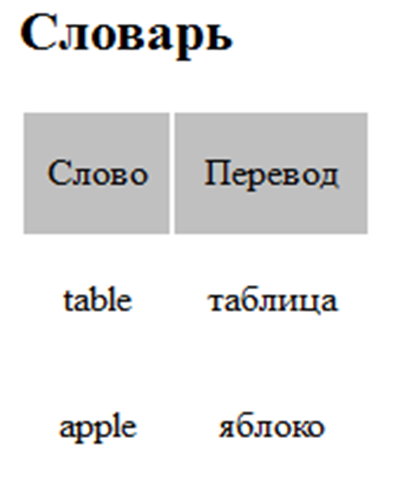 Словарь
Слово Перевод
table таблица
apple яблоко